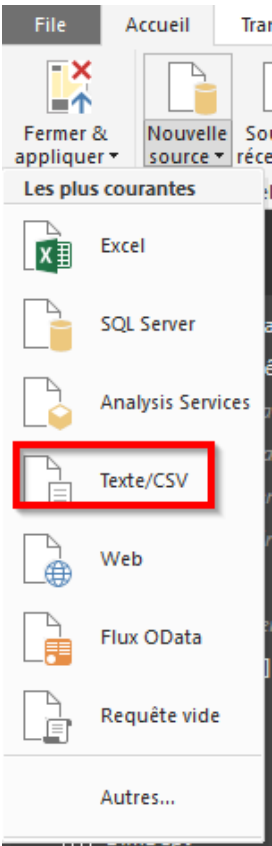 File Accueil Tran
Fermer & Nouvelle Sou
appliquer source réce
Les plus courantes
Excel
SQL Server
Analysis Services
Texte/CSV
Web
Flux OData
Requête vide
Autres...